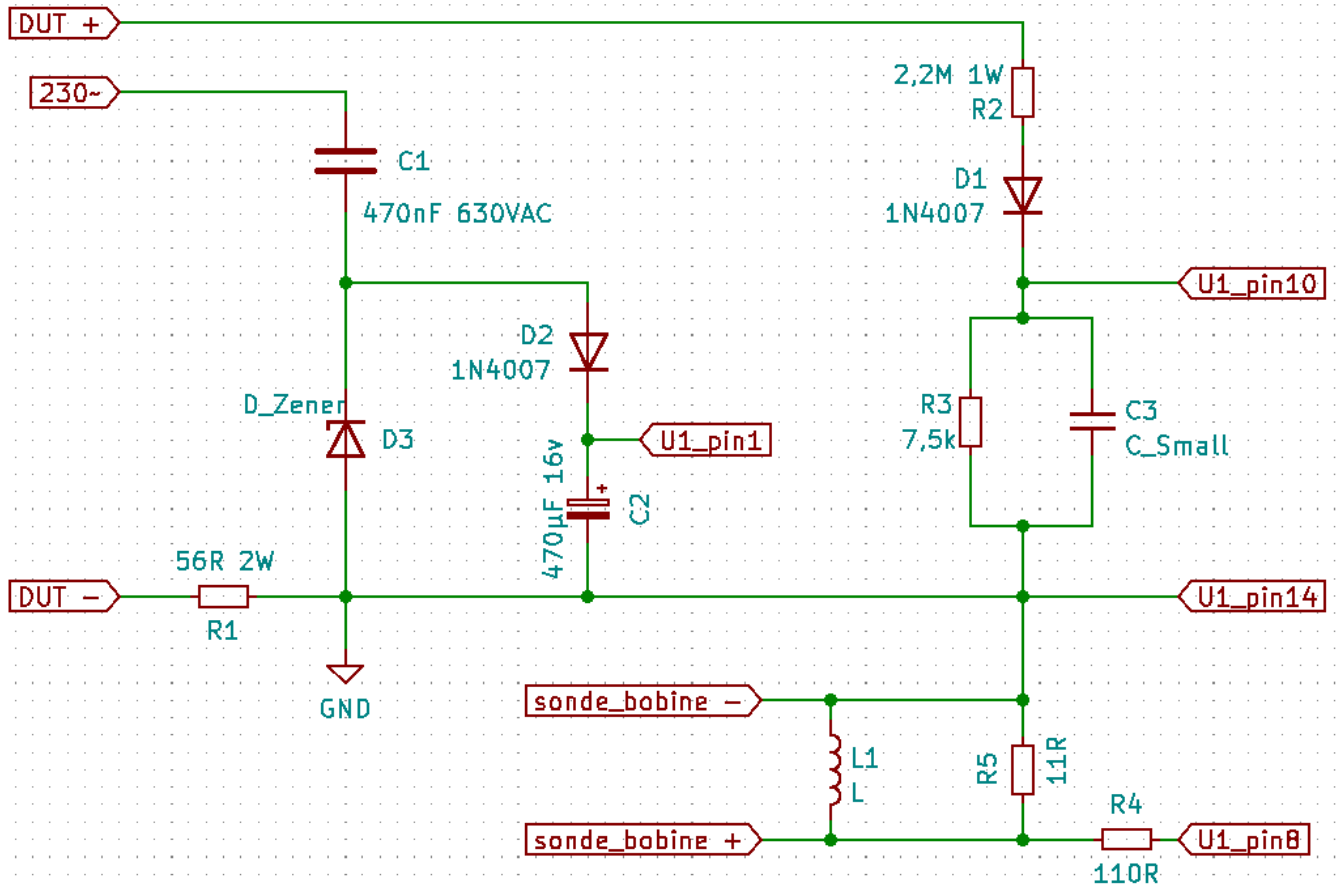 DUT +
2,2M 1W
R2
230~
C1
470nF 630VAC
D1
1N4007
U1_pin10
D2
1N4007
D_Zener
D3
U1_pin1
470µF 16v
C2
R3
7,5k
C3
C_Small
56R 2W
DUT -
R1
U1_pin14
GND
sonde_bobine -
L1
L
R5
11R
R4
sonde_bobine +
U1_pin8
110R